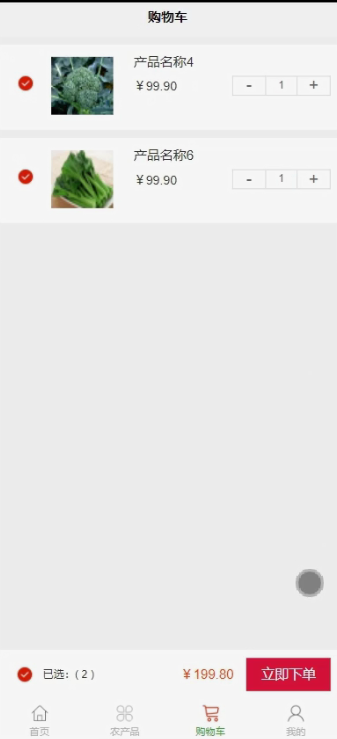 购物车
产品名称4
￥99.90
- 1 +
产品名称6
￥99.90
- 1 +
已选:(2)
￥199.80
立即下单
首页 农产品 购物车 我的